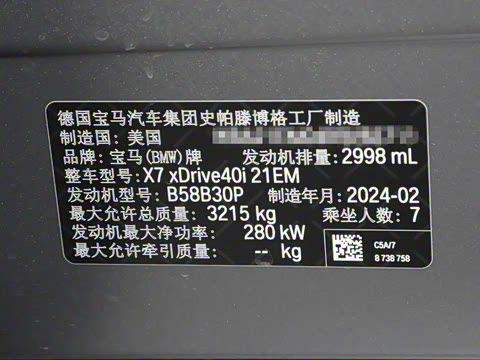 德国宝马汽车集团史帕滕博格工厂制造
制造国: 美国
品牌: 宝马(BMW)牌 发动机排量: 2998 mL
整车型号: X7 xDrive40i 21EM
发动机型号: B58B30P 制造年月: 2024-02
最大允许总质量: 3215 kg 乘坐人数: 7
发动机最大净功率: 280 kW
最大允许牵引质量: -- kg
C5A/7
8 738 758